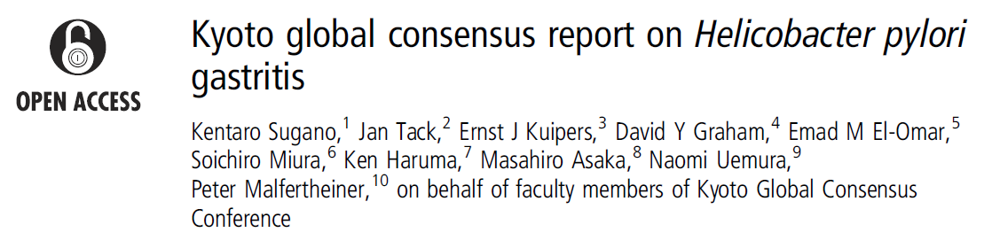 OPEN ACCESS
Kyoto global consensus report on Helicobacter pylori
gastritis
Kentaro Sugano,1 Jan Tack,2 Ernst J Kuipers,3 David Y Graham,4 Emad M El-Omar,5
Soichiro Miura,6 Ken Haruma,7 Masahiro Asaka,8 Naomi Uemura,9
Peter Malfertheiner,10 on behalf of faculty members of Kyoto Global Consensus
Conference